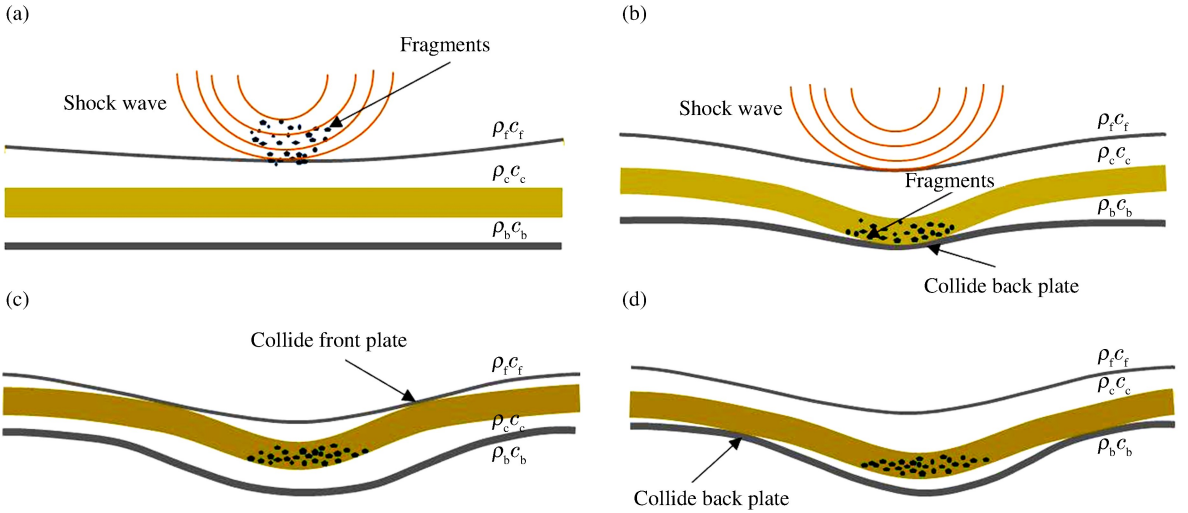 (a)
Fragments
Shock wave
ρfcf
ρccc
ρbcb
(b)
Shock wave
ρfcf
ρccc
Fragments
ρbcb
Collide back plate
(c)
Collide front plate
ρfcf
ρccc
ρbcb
(d)
ρfcf
ρccc
ρbcb
Collide back plate